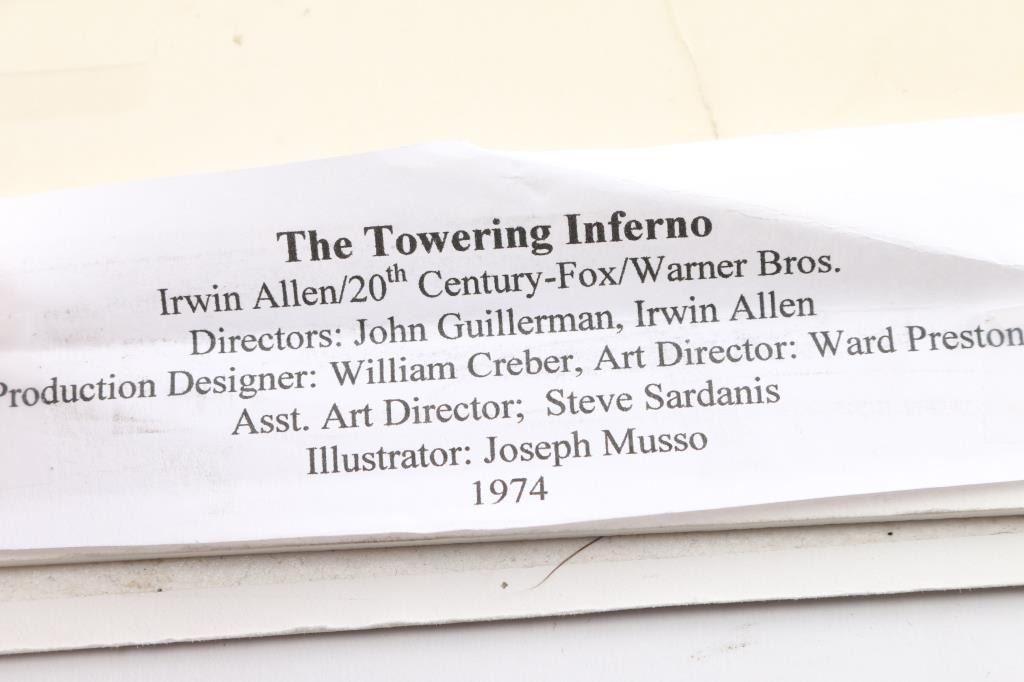 The Towering Inferno
Irwin Allen/20th Century-Fox/Warner Bros.
Directors: John Guillerman, Irwin Allen
Production Designer: William Creber, Art Director: Ward Preston
Asst. Art Director;  Steve Sardanis
Illustrator: Joseph Musso
1974